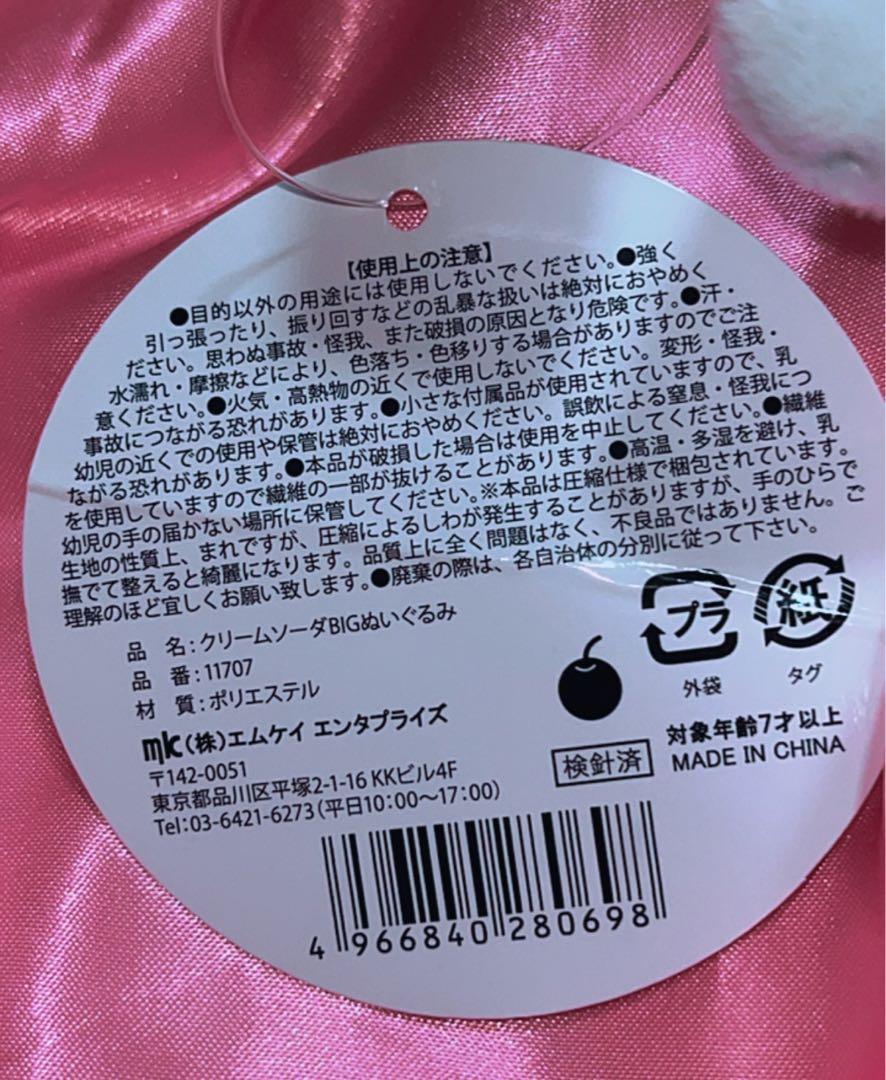 【使用上の注意】
●目的以外の用途には使用しないでください。●強く
引っ張ったり、振り回すなどの乱暴な扱いは絶対におやめく
ださい。思わぬ事故・怪我、また破損の原因となり危険です。●汗・
水濡れ・摩擦などにより、色落ち・色移りする場合がありますのでご注
意ください。●火気・高熱物の近くで使用しないでください。変形・怪我・
事故につながる恐れがあります。●小さな付属品が使用されていますので、乳
幼児の近くでの使用や保管は絶対におやめください。誤飲による窒息・怪我につ
ながる恐れがあります。●本品が破損した場合は使用を中止してください。●繊維
を使用していますので繊維の一部が抜けることがあります。●高温・多湿を避け、乳
幼児の手の届かない場所に保管してください。※本品は圧縮仕様で梱包されています。
生地の性質上、まれですが、圧縮によるしわが発生することがありますが、手のひらで
撫でて整えると綺麗になります。品質上に全く問題はなく、不良品ではありません。ご
理解のほど宜しくお願い致します。●廃棄の際は、各自治体の分別に従って下さい。
品 名：クリームソーダBIGぬいぐるみ
品 番：11707
材 質：ポリエステル
mk（株）エムケイ エンタプライズ
〒142-0051
東京都品川区平塚2-1-16 KKビル4F
Tel：03-6421-6273（平日10：00〜17：00）
プラ
外袋
紙
タグ
検針済
対象年齢7才以上
MADE IN CHINA
4 966840 280698